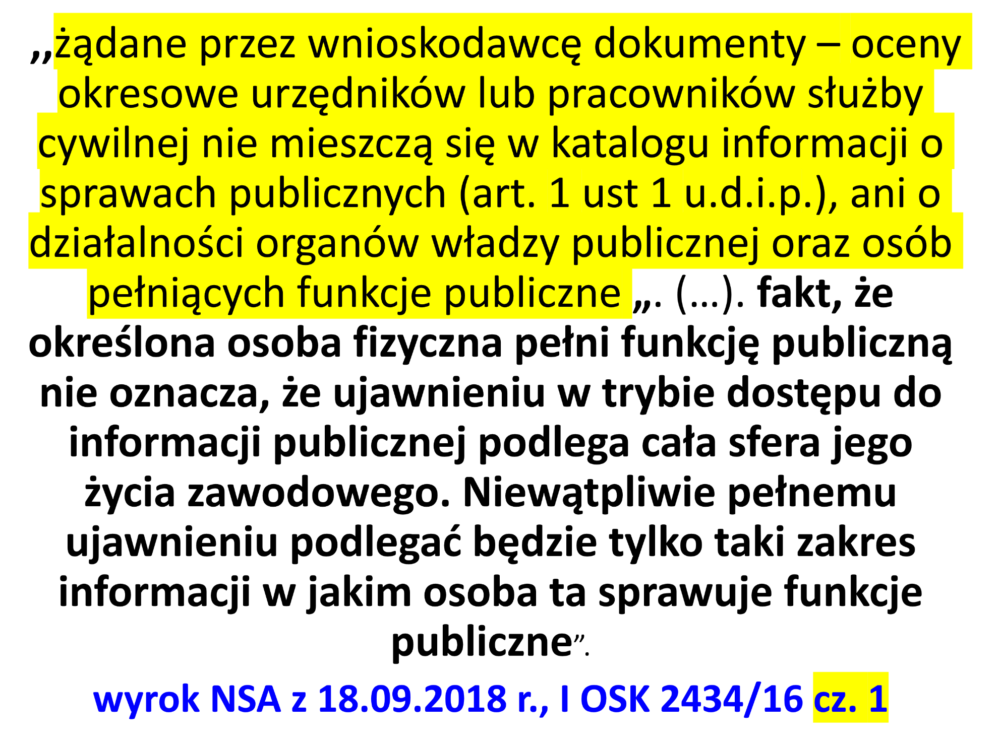 ,,żądane przez wnioskodawcę dokumenty – oceny
okresowe urzędników lub pracowników służby
cywilnej nie mieszczą się w katalogu informacji o
sprawach publicznych (art. 1 ust 1 u.d.i.p.), ani o
działalności organów władzy publicznej oraz osób
pełniących funkcje publiczne „. (…). fakt, że
określona osoba fizyczna pełni funkcję publiczną
nie oznacza, że ujawnieniu w trybie dostępu do
informacji publicznej podlega cała sfera jego
życia zawodowego. Niewątpliwie pełnemu
ujawnieniu podlegać będzie tylko taki zakres
informacji w jakim osoba ta sprawuje funkcje
publiczne”.
wyrok NSA z 18.09.2018 r., I OSK 2434/16 cz. 1